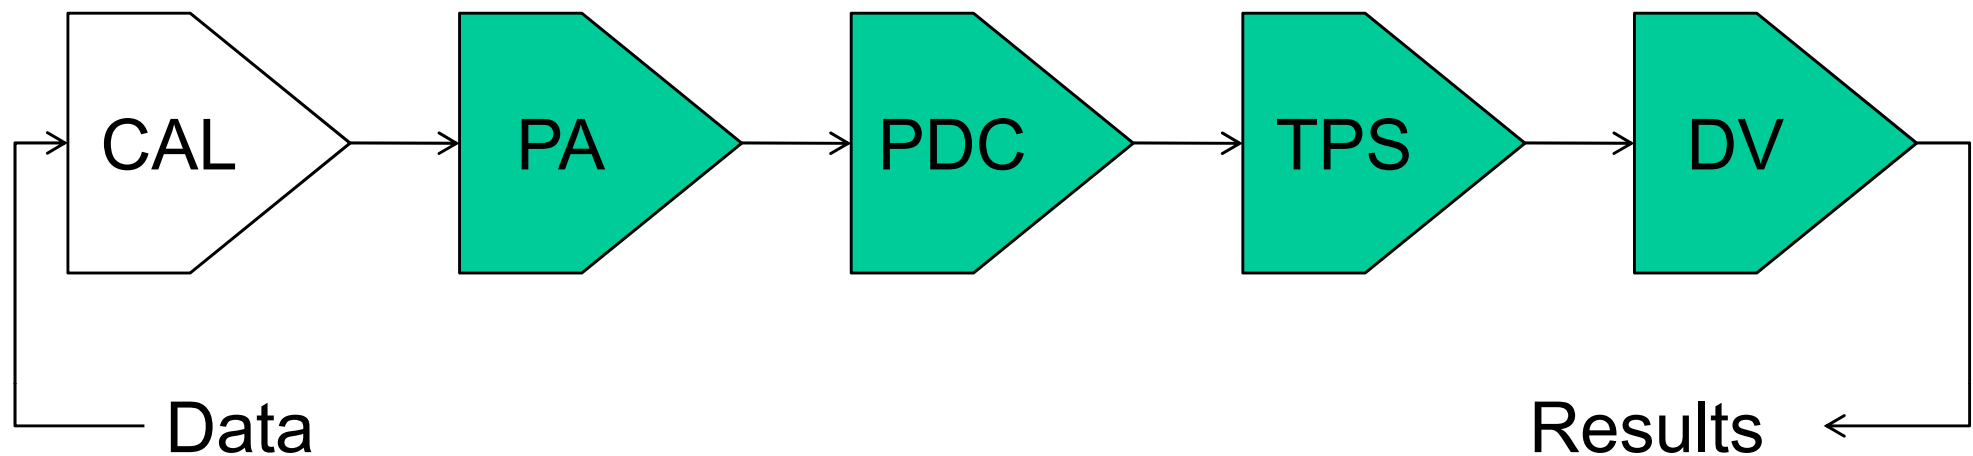 CAL
PA
PDC
TPS
DV
Data
Results